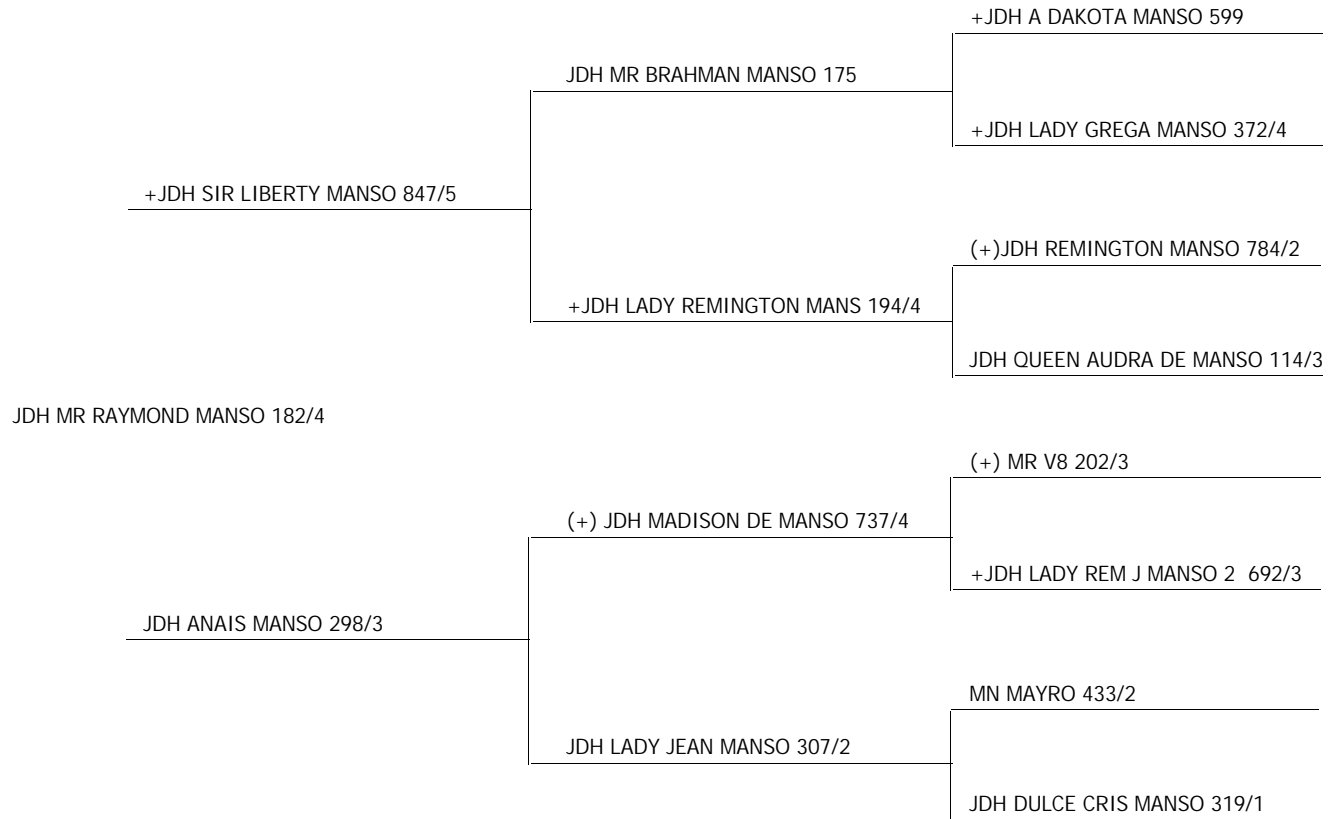 +JDH A DAKOTA MANSO 599
JDH MR BRAHMAN MANSO 175
+JDH LADY GREGA MANSO 372/4
+JDH SIR LIBERTY MANSO 847/5
(+)JDH REMINGTON MANSO 784/2
+JDH LADY REMINGTON MANS 194/4
JDH QUEEN AUDRA DE MANSO 114/3
JDH MR RAYMOND MANSO 182/4
(+) MR V8 202/3
(+) JDH MADISON DE MANSO 737/4
+JDH LADY REM J MANSO 2  692/3
JDH ANAIS MANSO 298/3
MN MAYRO 433/2
JDH LADY JEAN MANSO 307/2
JDH DULCE CRIS MANSO 319/1